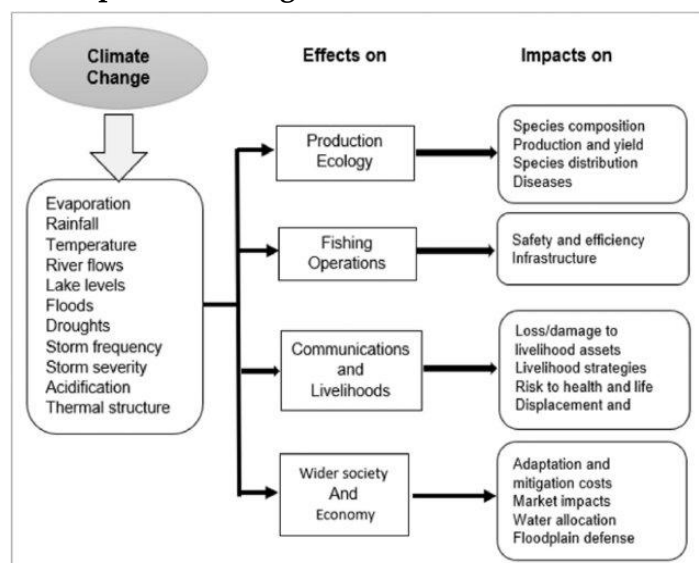 Climate
Change
Effects on
Impacts on
Evaporation
Rainfall
Temperature
River flows
Lake levels
Floods
Droughts
Storm frequency
Storm severity
Acidification
Thermal structure
Production
Ecology
Species composition
Production and yield
Species distribution
Diseases
Fishing
Operations
Safety and efficiency
Infrastructure
Communications
and
Livelihoods
Loss/damage to
livelihood assets
Livelihood strategies
Risk to health and life
Displacement and
Wider society
And
Economy
Adaptation and
mitigation costs
Market impacts
Water allocation
Floodplain defense